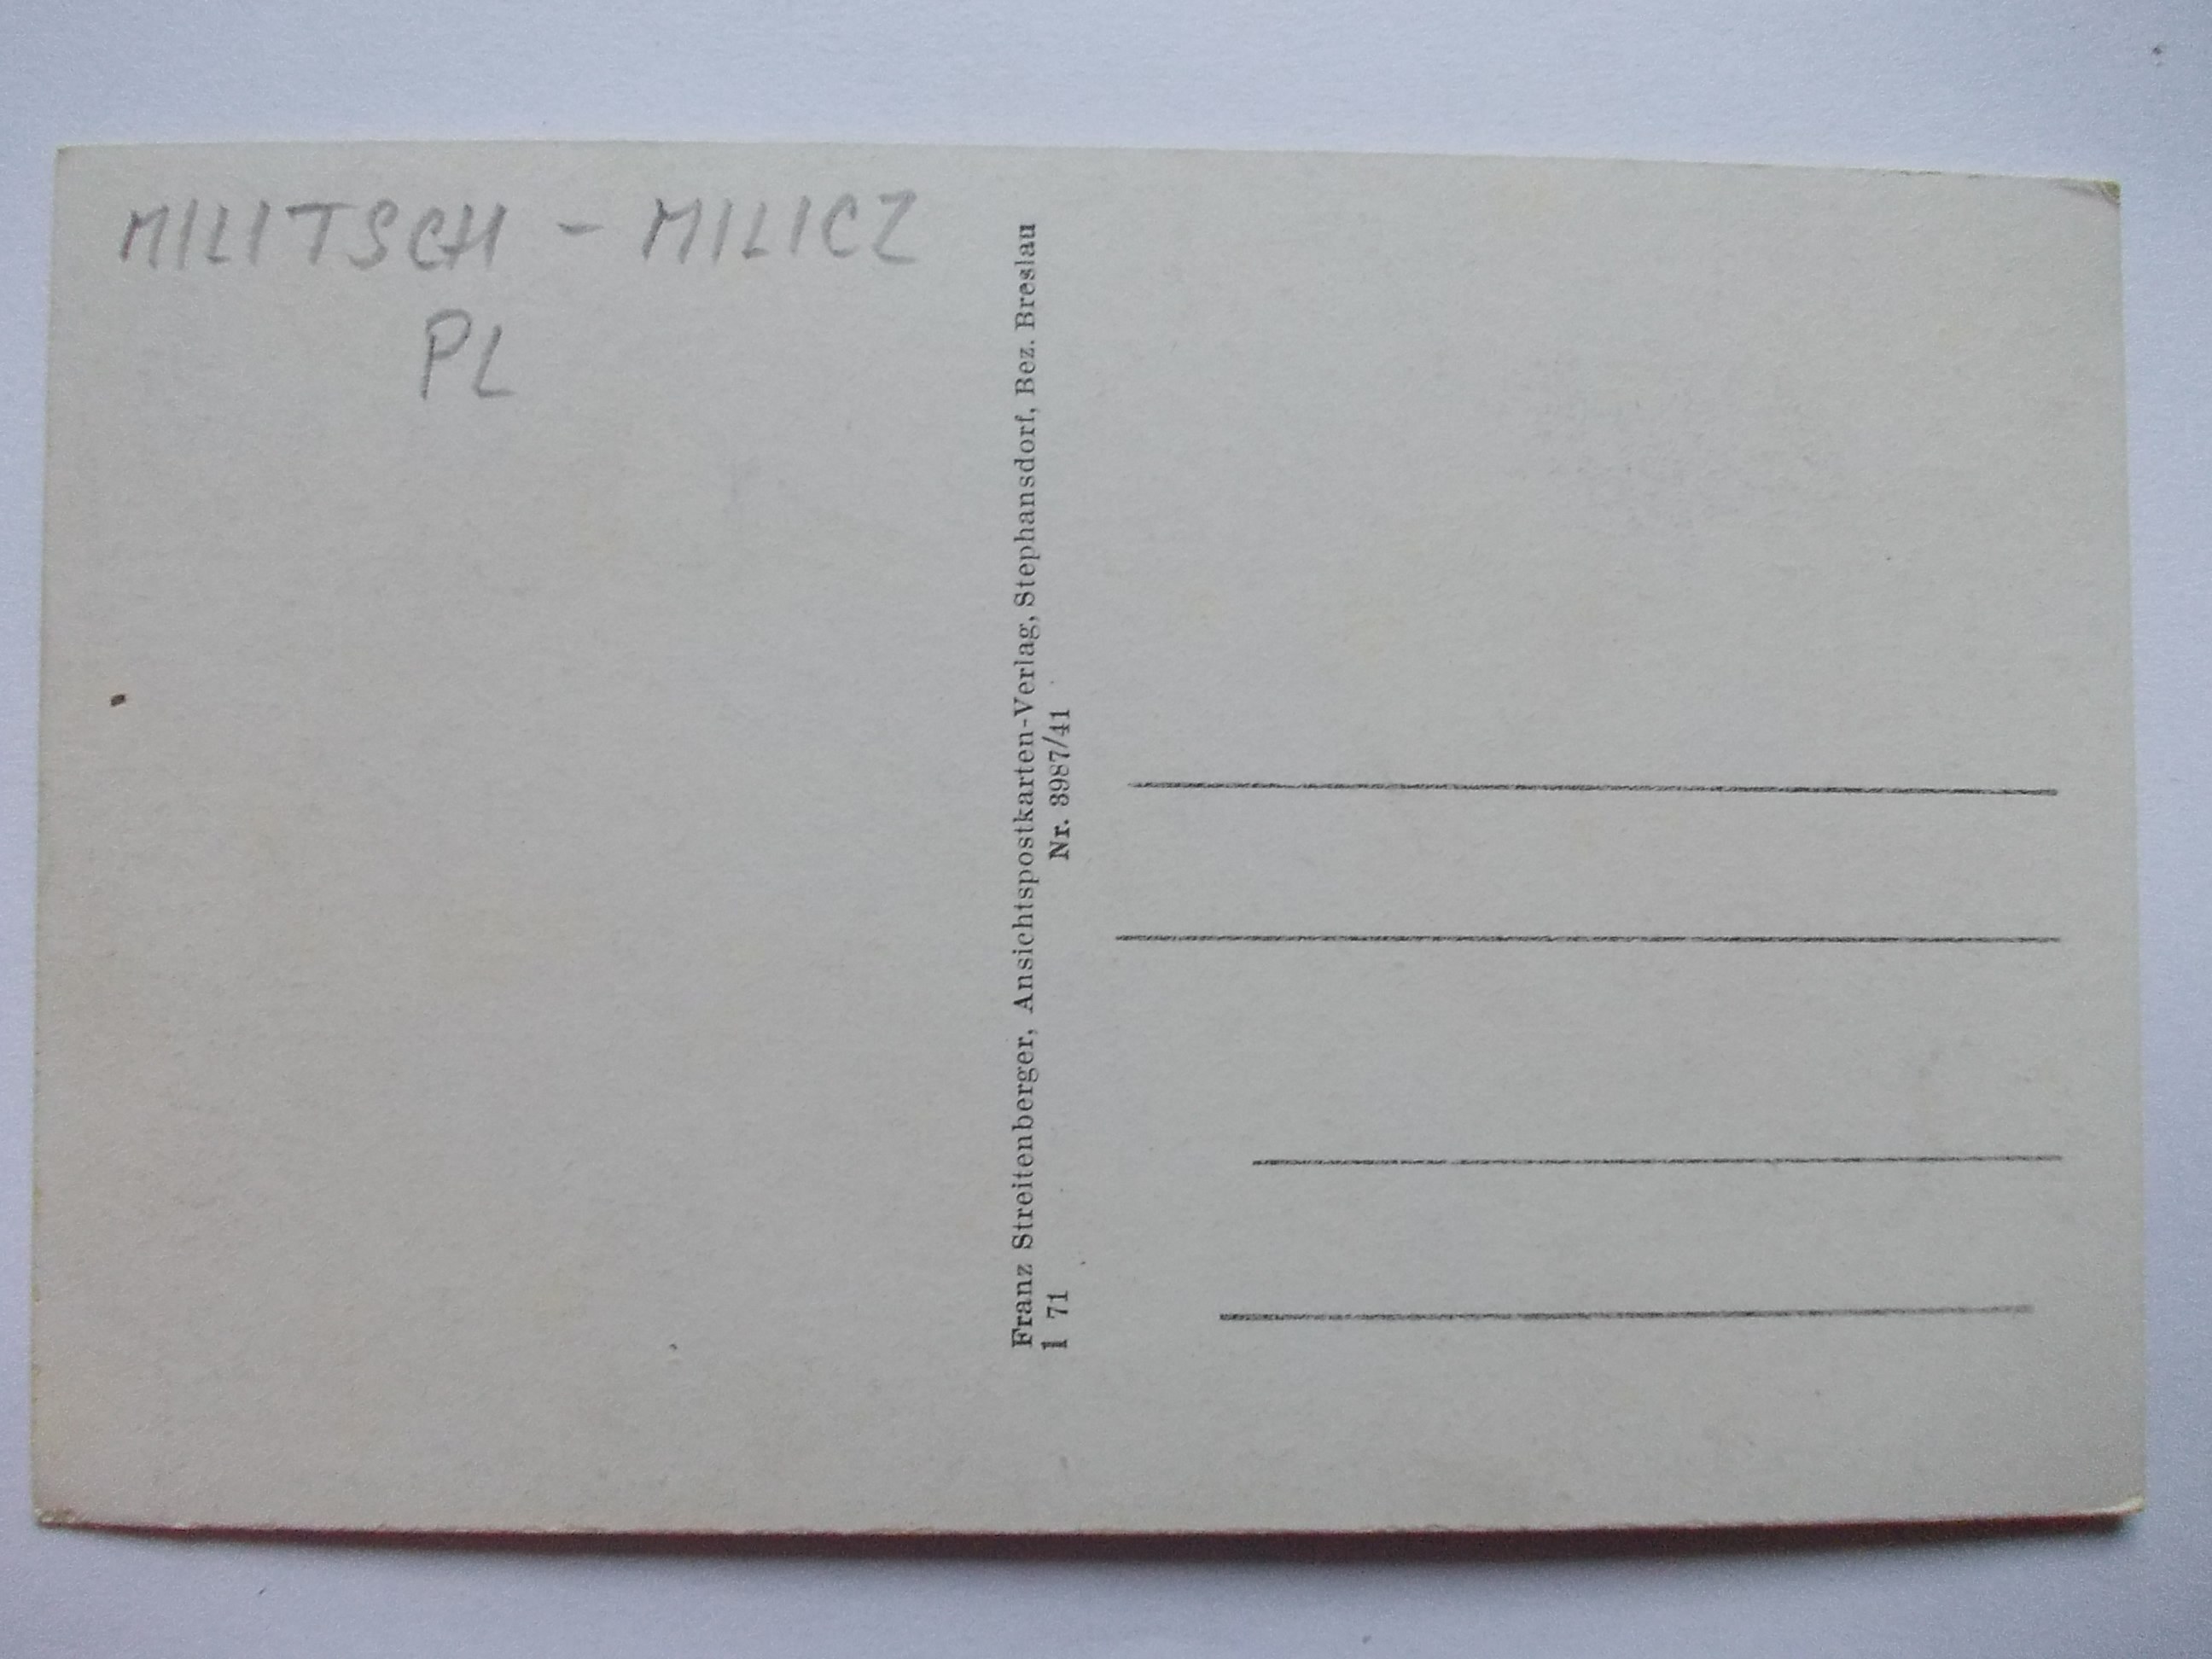 MILITSCH - MILICZ
PL
Franz Streitenberger, Ansichtspostkarten-Verlag, Stephansdorf, Bez. Breslau
1 71 Nr. 3987/41